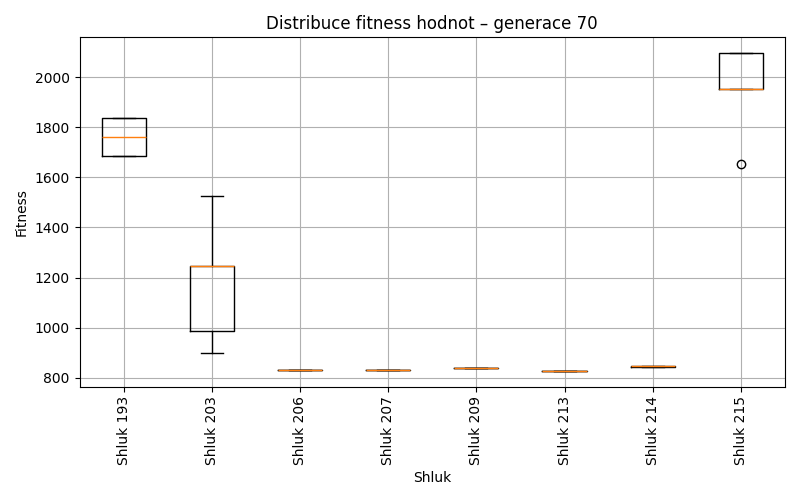 Distribuce fitness hodnot – generace 70
Fitness
2000
1800
1600
1400
1200
1000
800
Shluk 193
Shluk 203
Shluk 206
Shluk 207
Shluk 209
Shluk 213
Shluk 214
Shluk 215
Shluk